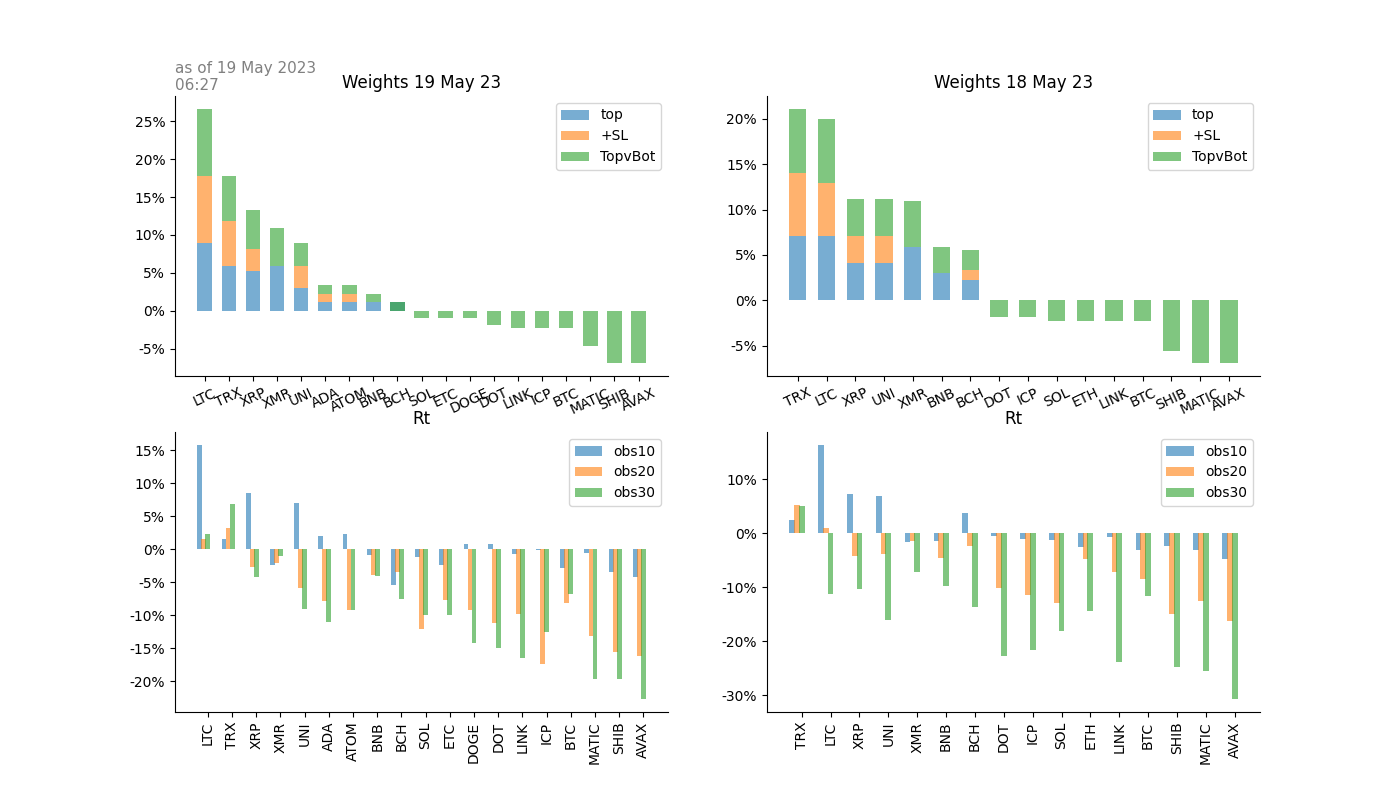 as of 19 May 2023
06:27
Weights 19 May 23
25%
20%
15%
10%
5%
0%
-5%
top
+SL
TopvBot
LTC TRX XRP XMR UNI ADA ATOM BNB BCH SOL ETC DOGE DOT LINK ICP BTC MATIC SHIB AVAX
Weights 18 May 23
20%
15%
10%
5%
0%
-5%
top
+SL
TopvBot
TRX LTC XRP UNI XMR BNB BCH DOT ICP SOL ETH LINK BTC SHIB MATIC AVAX
Rt
15%
10%
5%
0%
-5%
-10%
-15%
-20%
obs10
obs20
obs30
LTC TRX XRP XMR UNI ADA ATOM BNB BCH SOL ETC DOGE DOT LINK ICP BTC MATIC SHIB AVAX
Rt
10%
0%
-10%
-20%
-30%
obs10
obs20
obs30
TRX LTC XRP UNI XMR BNB BCH DOT ICP SOL ETH LINK BTC SHIB MATIC AVAX